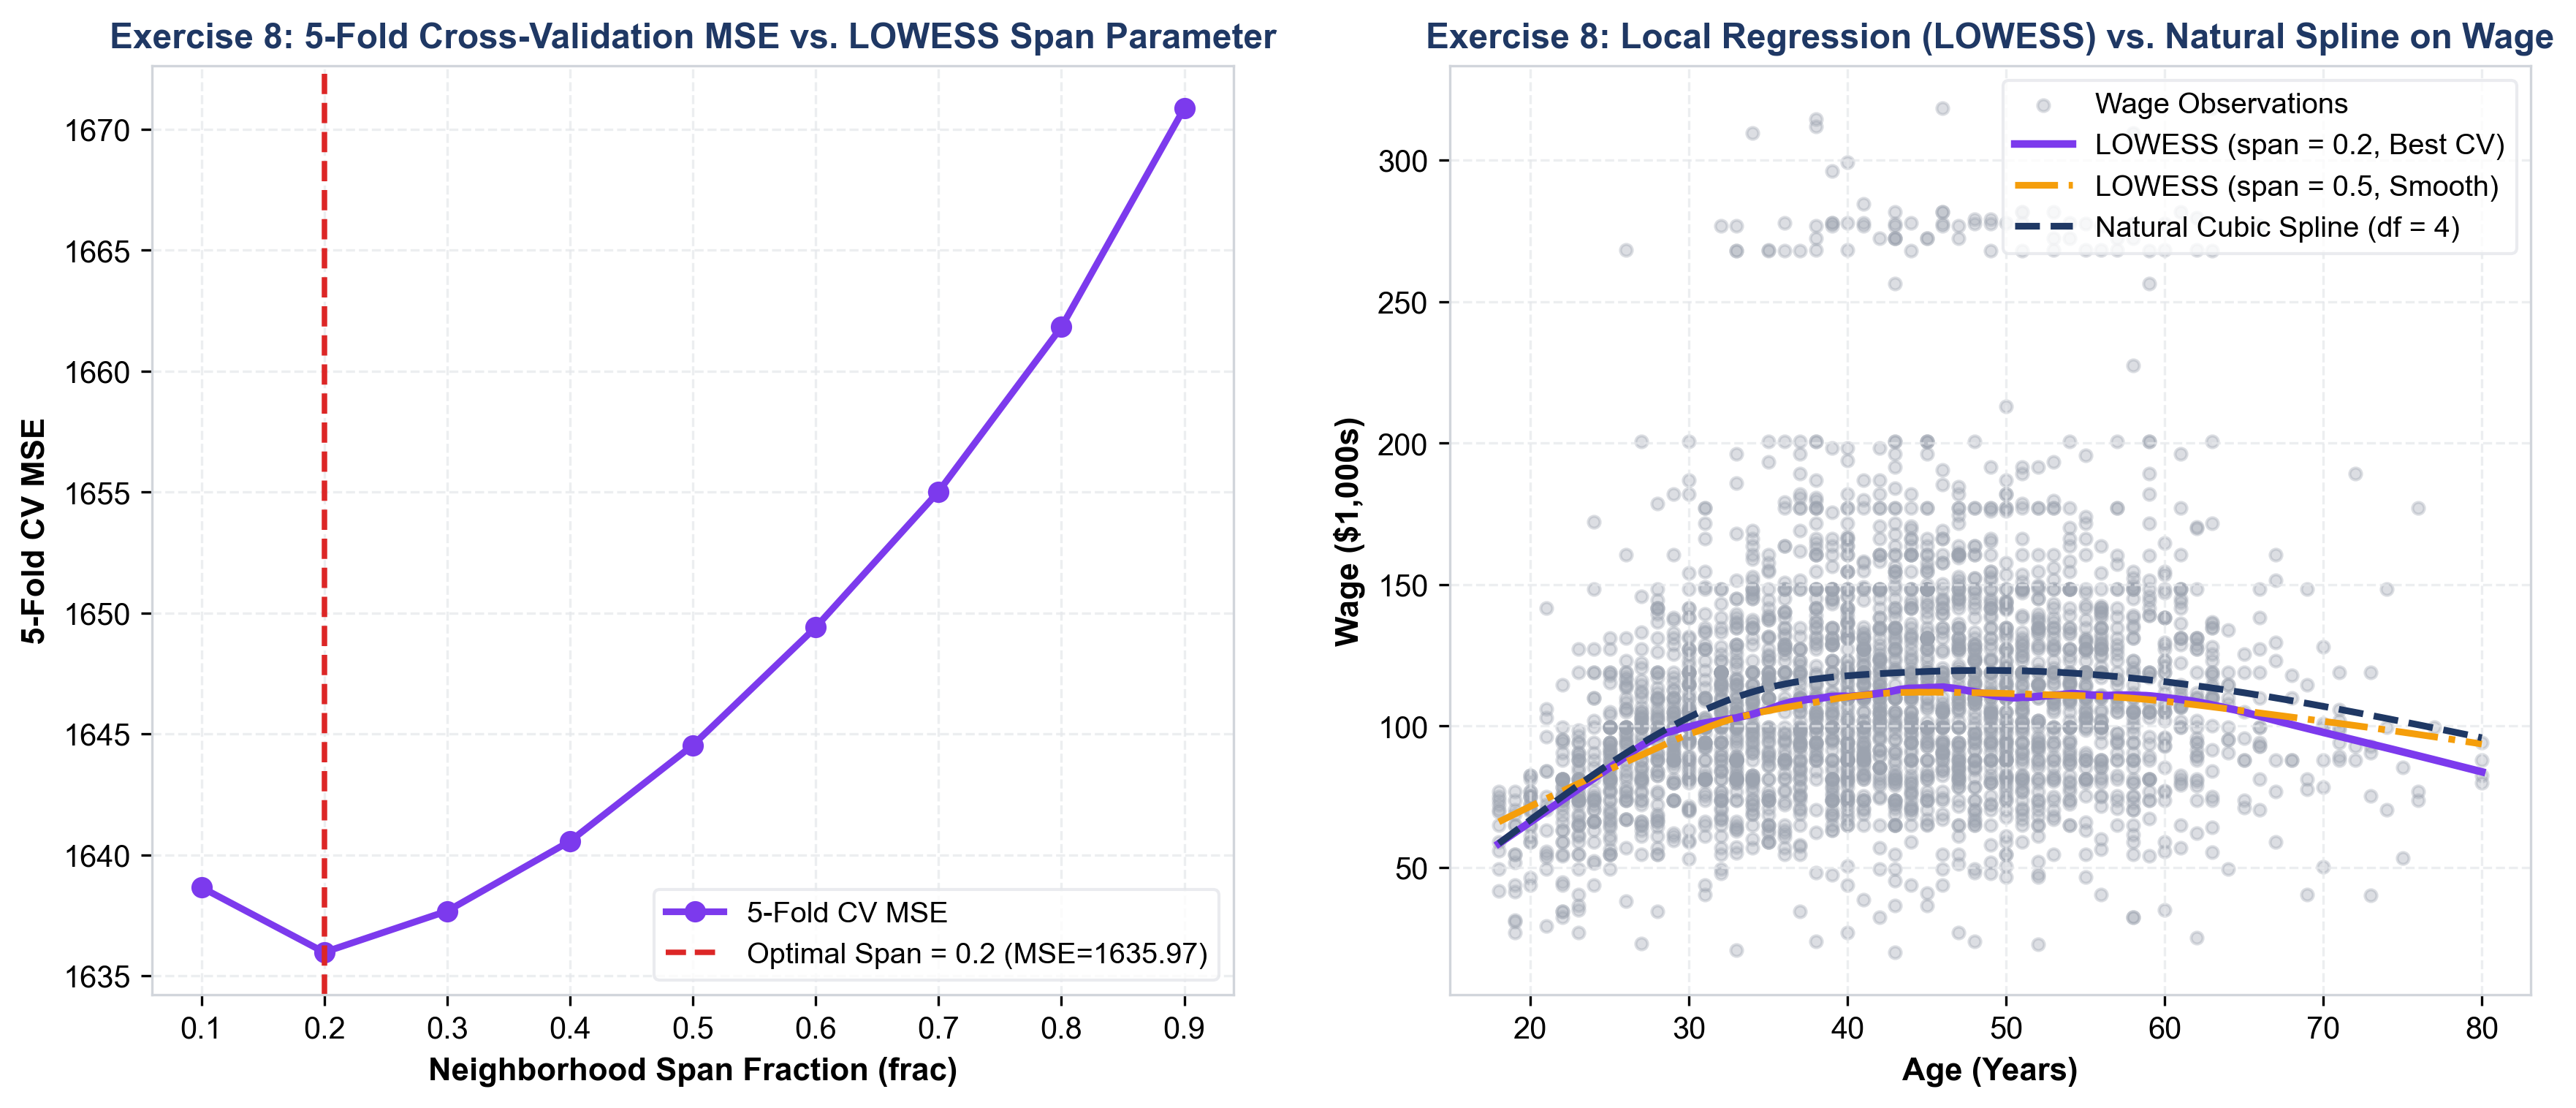 Exercise 8: 5-Fold Cross-Validation MSE vs. LOWESS Span Parameter
5-Fold CV MSE
1670
1665
1660
1655
1650
1645
1640
1635
5-Fold CV MSE
Optimal Span = 0.2 (MSE=1635.97)
0.1 0.2 0.3 0.4 0.5 0.6 0.7 0.8 0.9
Neighborhood Span Fraction (frac)
Exercise 8: Local Regression (LOWESS) vs. Natural Spline on Wage
Wage ($1,000s)
300
250
200
150
100
50
Wage Observations
LOWESS (span = 0.2, Best CV)
LOWESS (span = 0.5, Smooth)
Natural Cubic Spline (df = 4)
20 30 40 50 60 70 80
Age (Years)